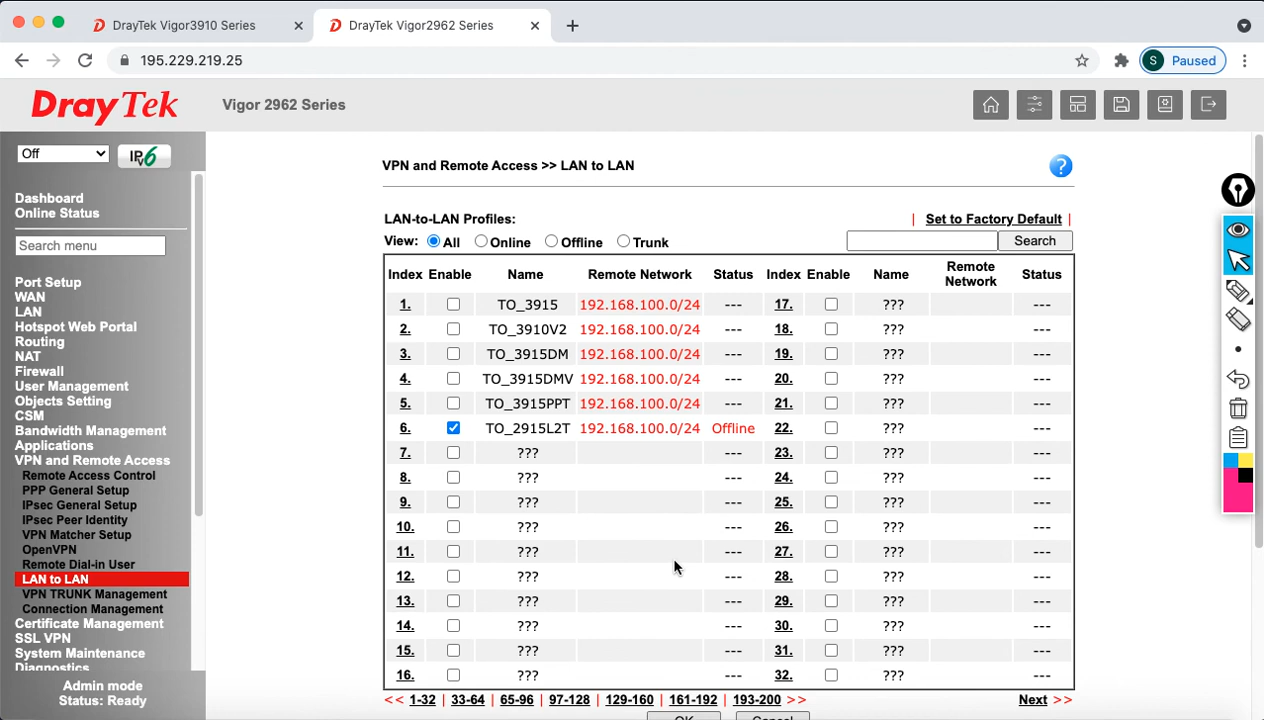 DrayTek Vigor3910 Series
DrayTek Vigor2962 Series
195.229.219.25
S Paused
DrayTek
Vigor 2962 Series
Off IPv6
Dashboard
Online Status
Search menu
Port Setup
WAN
LAN
Hotspot Web Portal
Routing
NAT
Firewall
User Management
Objects Setting
CSM
Bandwidth Management
Applications
VPN and Remote Access
Remote Access Control
PPP General Setup
IPsec General Setup
IPsec Peer Identity
VPN Matcher Setup
OpenVPN
Remote Dial-in User
LAN to LAN
VPN TRUNK Management
Connection Management
Certificate Management
SSL VPN
System Maintenance
Diagnostics
Admin mode
Status: Ready
VPN and Remote Access >> LAN to LAN
?
LAN-to-LAN Profiles: | Set to Factory Default |
View: All Online Offline Trunk Search
Index Enable Name Remote Network Status Index Enable Name Remote Network Status
1. TO_3915 192.168.100.0/24 --- 17. ??? ---
2. TO_3910V2 192.168.100.0/24 --- 18. ??? ---
3. TO_3915DM 192.168.100.0/24 --- 19. ??? ---
4. TO_3915DMV 192.168.100.0/24 --- 20. ??? ---
5. TO_3915PPT 192.168.100.0/24 --- 21. ??? ---
6. TO_2915L2T 192.168.100.0/24 Offline 22. ??? ---
7. ??? --- 23. ??? ---
8. ??? --- 24. ??? ---
9. ??? --- 25. ??? ---
10. ??? --- 26. ??? ---
11. ??? --- 27. ??? ---
12. ??? --- 28. ??? ---
13. ??? --- 29. ??? ---
14. ??? --- 30. ??? ---
15. ??? --- 31. ??? ---
16. ??? --- 32. ??? ---
<< 1-32 | 33-64 | 65-96 | 97-128 | 129-160 | 161-192 | 193-200 >> Next >>
OK Cancel